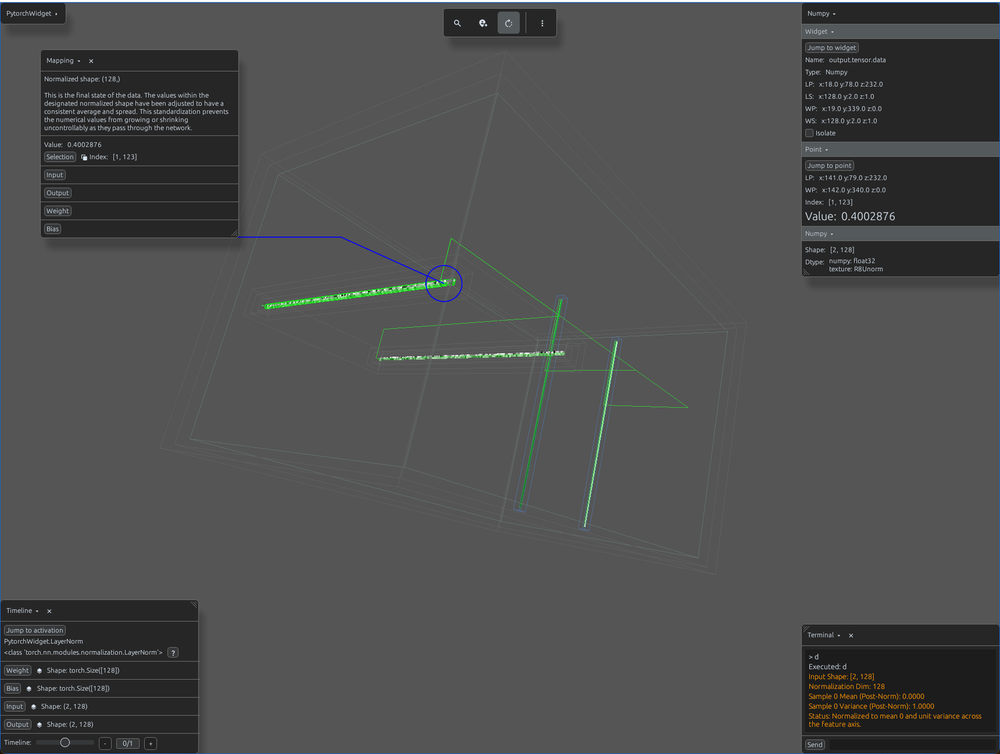 PytorchWidget
Mapping
Normalized shape: (128,)
This is the final state of the data. The values within the
designated normalized shape have been adjusted to have a
consistent average and spread. This standardization prevents
the numerical values from growing or shrinking
uncontrollably as they pass through the network.
Value: 0.4002876
Selection Index: [1, 123]
Input
Output
Weight
Bias
Numpy
Widget
Jump to widget
Name: output.tensor.data
Type: Numpy
LP: x:18.0 y:78.0 z:232.0
LS: x:128.0 y:2.0 z:1.0
WP: x:19.0 y:339.0 z:0.0
WS: x:128.0 y:2.0 z:1.0
Isolate
Point
Jump to point
LP: x:141.0 y:79.0 z:232.0
WP: x:142.0 y:340.0 z:0.0
Index: [1, 123]
Value: 0.4002876
Numpy
Shape: [2, 128]
Dtype: numpy: float32
texture: R8Unorm
Timeline
Jump to activation
PytorchWidget.LayerNorm
<class 'torch.nn.modules.normalization.LayerNorm'> ?
Weight Shape: torch.Size([128])
Bias Shape: torch.Size([128])
Input Shape: (2, 128)
Output Shape: (2, 128)
Timeline: - 0/1 +
Terminal
> d
Executed: d
Input Shape: [2, 128]
Normalization Dim: 128
Sample 0 Mean (Post-Norm): 0.0000
Sample 0 Variance (Post-Norm): 1.0000
Status: Normalized to mean 0 and unit variance across
the feature axis.
Send